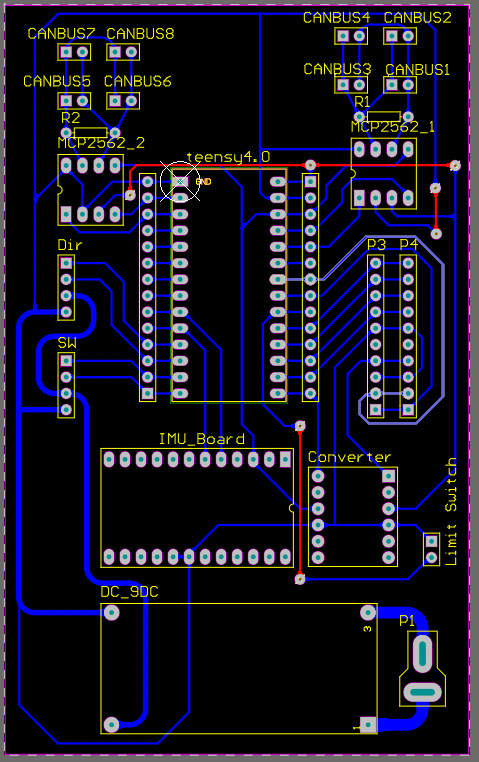 CANBUS4 CANBUS2
CANBUS7 CANBUS8
CANBUS3 CANBUS1
CANBUS5 CANBUS6
R1
R2
MCP2562_1
MCP2562_2
teensy4.0
GND
Dir
P3 P4
SW
IMU_Board
Converter
Limit Switch
DC_9DC
P1
3
1